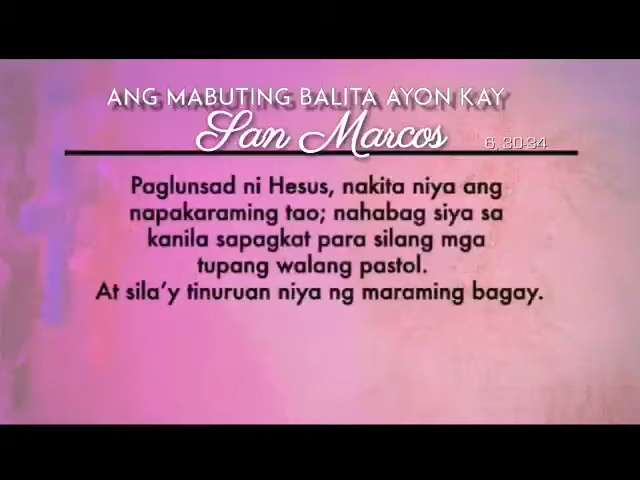 ANG MABUTING BALITA AYON KAY
San Marcos
6, 30-34
Paglunsad ni Hesus, nakita niya ang
napakaraming tao; nahabag siya sa
kanila sapagkat para silang mga
tupang walang pastol.
At sila'y tinuruan niya ng maraming bagay.